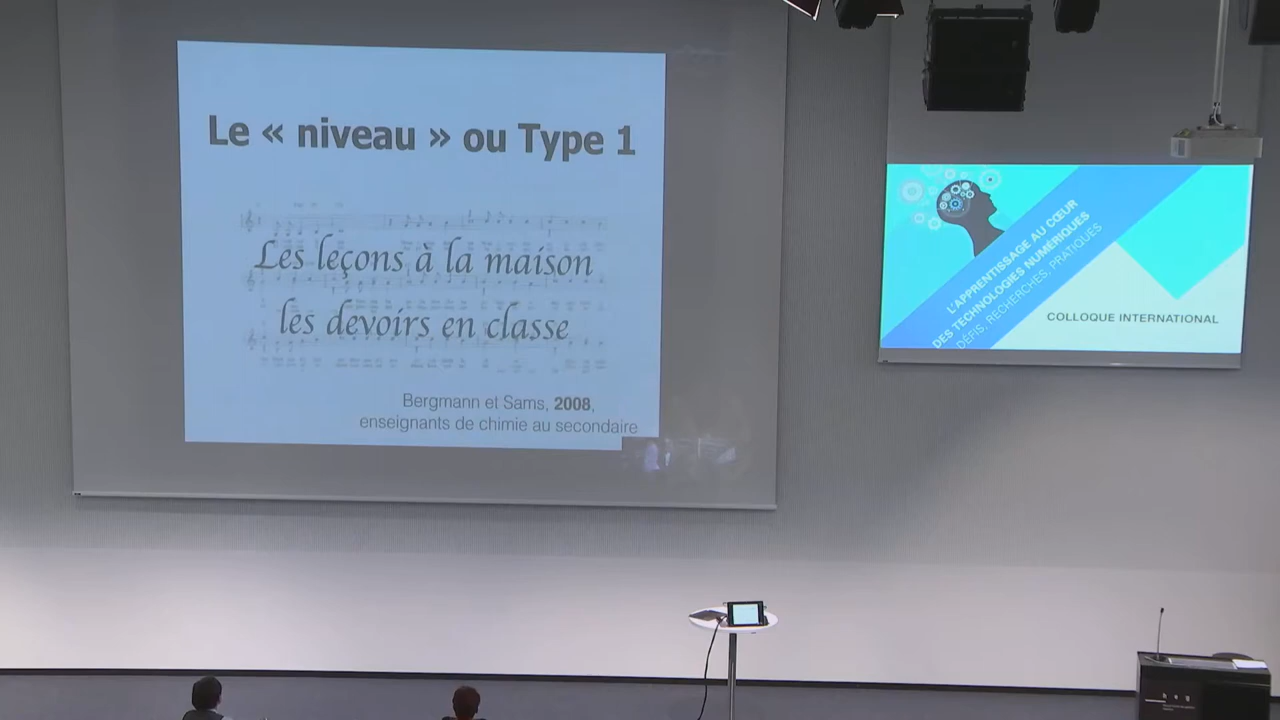 Le « niveau » ou Type 1
Les leçons à la maison
les devoirs en classe
Bergmann et Sams, 2008,
enseignants de chimie au secondaire
L'APPRENTISSAGE AU CŒUR
DES TECHNOLOGIES NUMÉRIQUES
DÉFIS, RECHERCHES, PRATIQUES
COLLOQUE INTERNATIONAL